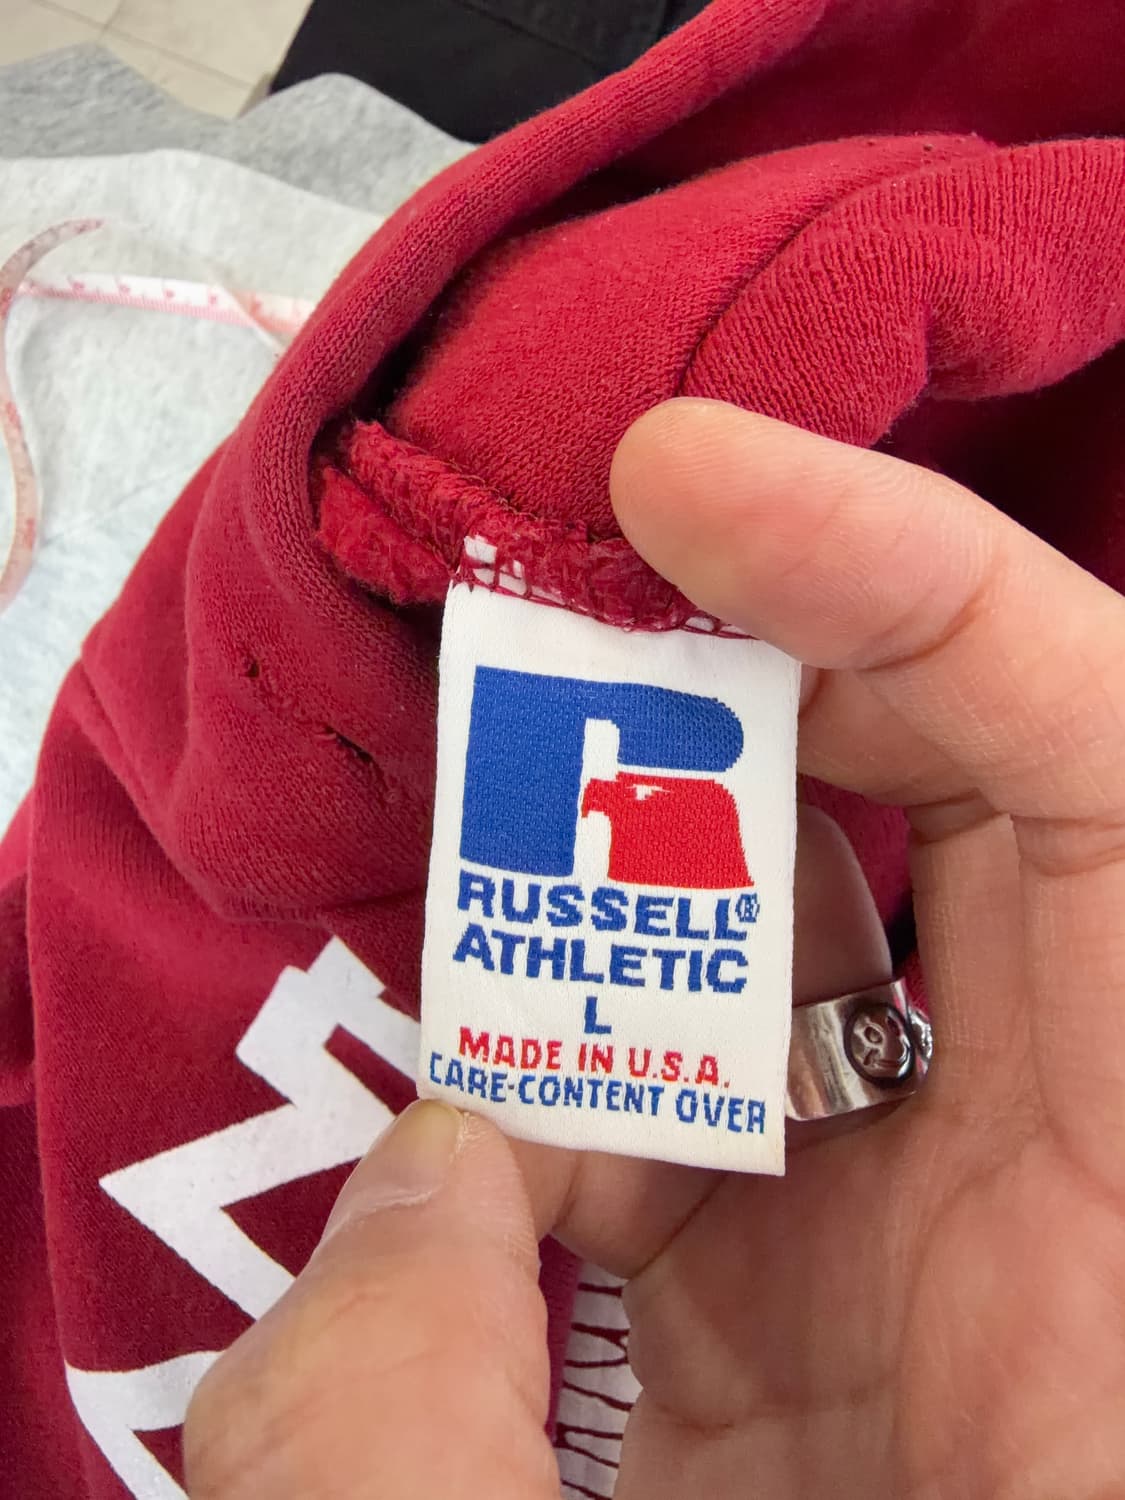 RUSSELL®
ATHLETIC
L
MADE IN U.S.A.
CARE-CONTENT OVER